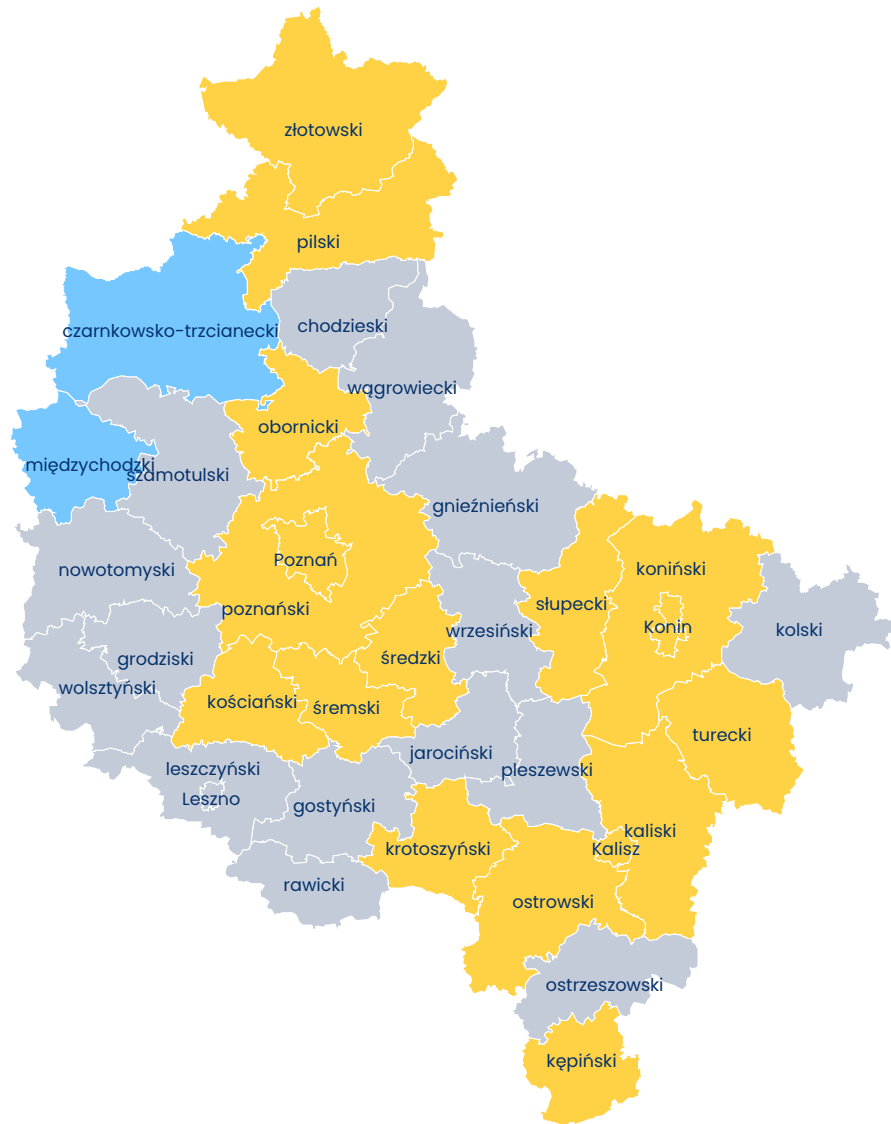 złotowski
pilski
czarnkowsko-trzcianecki
chodzieski
wągrowiecki
obornicki
międzychodzki
szamotulski
gnieźnieński
Poznań
nowotomyski
koniński
poznański
słupecki
Konin
wrzesiński
kolski
grodziski
średzki
wolsztyński
kościański
śremski
turecki
jarociński
leszczyński
pleszewski
Leszno
gostyński
kaliski
krotoszyński
Kalisz
rawicki
ostrowski
ostrzeszowski
kępiński